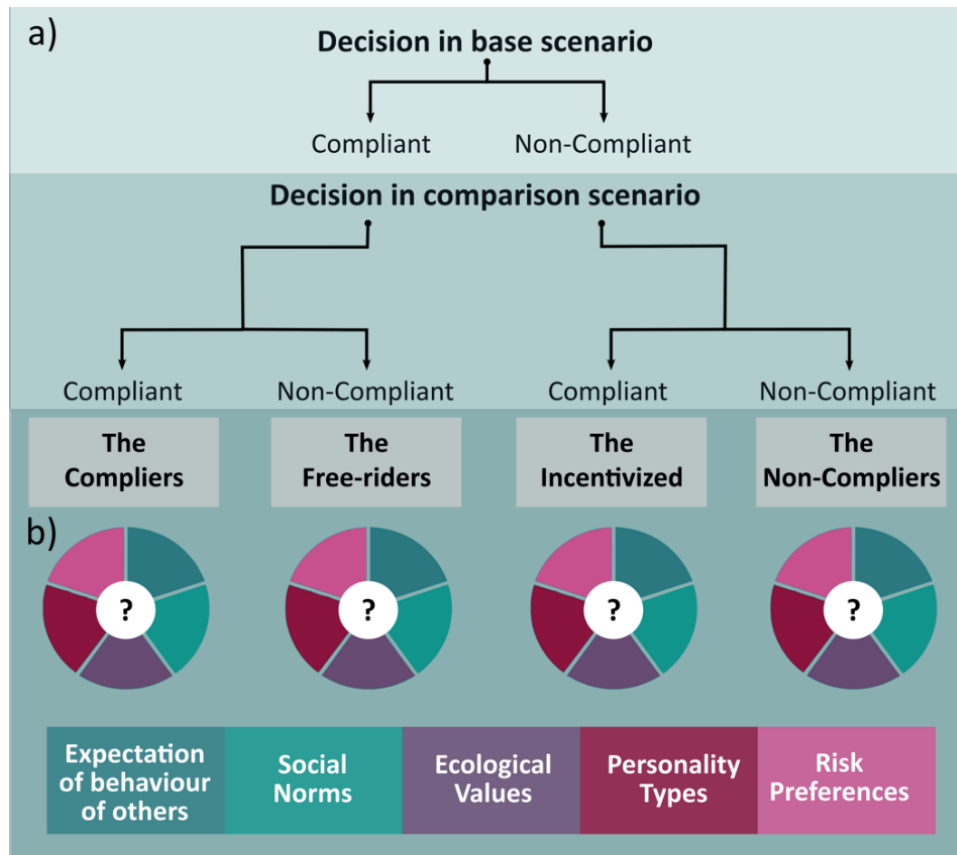 a)
Decision in base scenario
Compliant
Non-Compliant
Decision in comparison scenario
Compliant
Non-Compliant
Compliant
Non-Compliant
The
Compliers
The
Free-riders
The
Incentivized
The
Non-Compliers
b)
?
?
?
?
Expectation
of behaviour
of others
Social
Norms
Ecological
Values
Personality
Types
Risk
Preferences